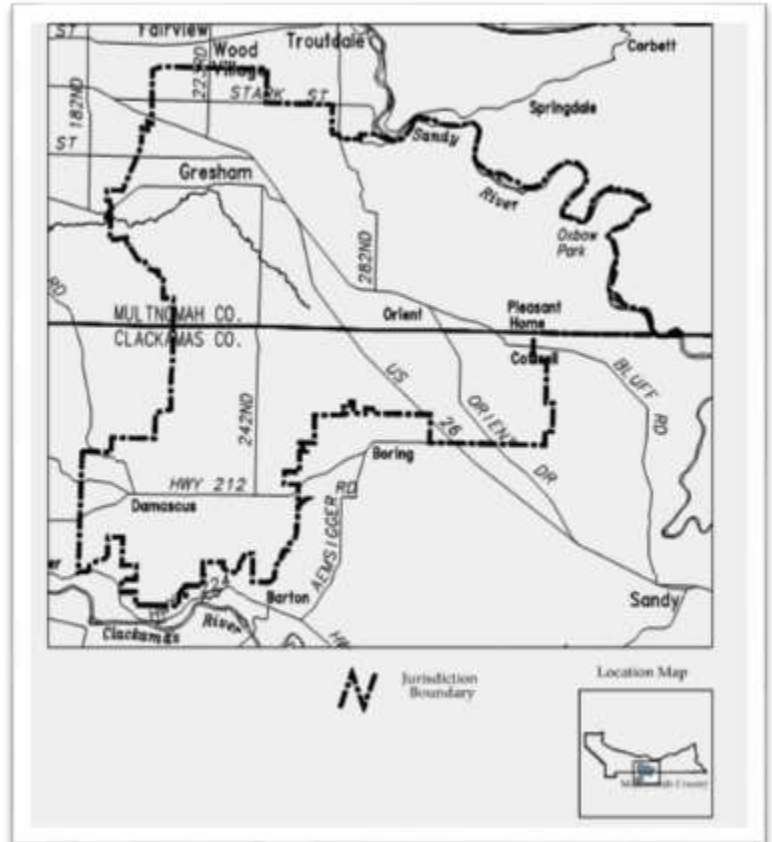 ST
Fairview
Troutdale
Corbett
Wood
Village
223RD
182ND
STARK ST
Springdale
ST
Sandy
River
Gresham
Oxbow
Park
282ND
RD
MULTNOMAH CO.
CLACKAMAS CO.
Orient
Pleasant
Home
Cottrell
BLUFF
RD
US
26
ORIENT
DR
242ND
Boring
HWY 212
RD
Damascus
Barton
Sandy
Clackamas
River
Jurisdiction
Boundary
Location Map